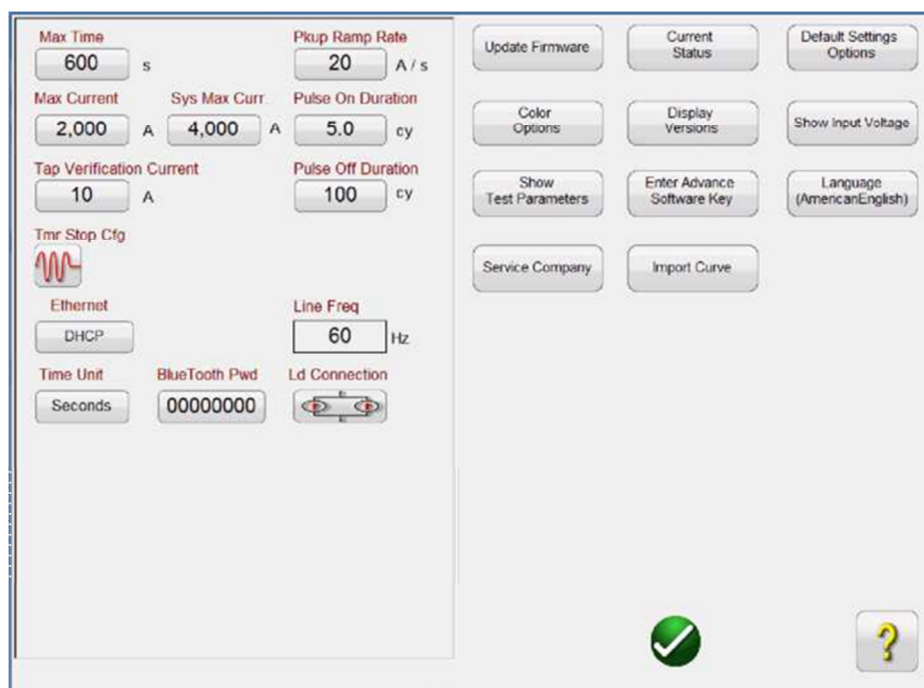 Max Time
Pkup Ramp Rate
600 s
20 A / s
Max Current
Sys Max Curr.
Pulse On Duration
2,000 A
4,000 A
5.0 cy
Tap Verification Current
Pulse Off Duration
10 A
100 cy
Tmr Stop Cfg
Ethernet
Line Freq
DHCP
60 Hz
Time Unit
BlueTooth Pwd
Ld Connection
Seconds
00000000
Update Firmware
Current
Status
Default Settings
Options
Color
Options
Display
Versions
Show Input Voltage
Show
Test Parameters
Enter Advance
Software Key
Language
(AmercanEnglish)
Service Company
Import Curve
?